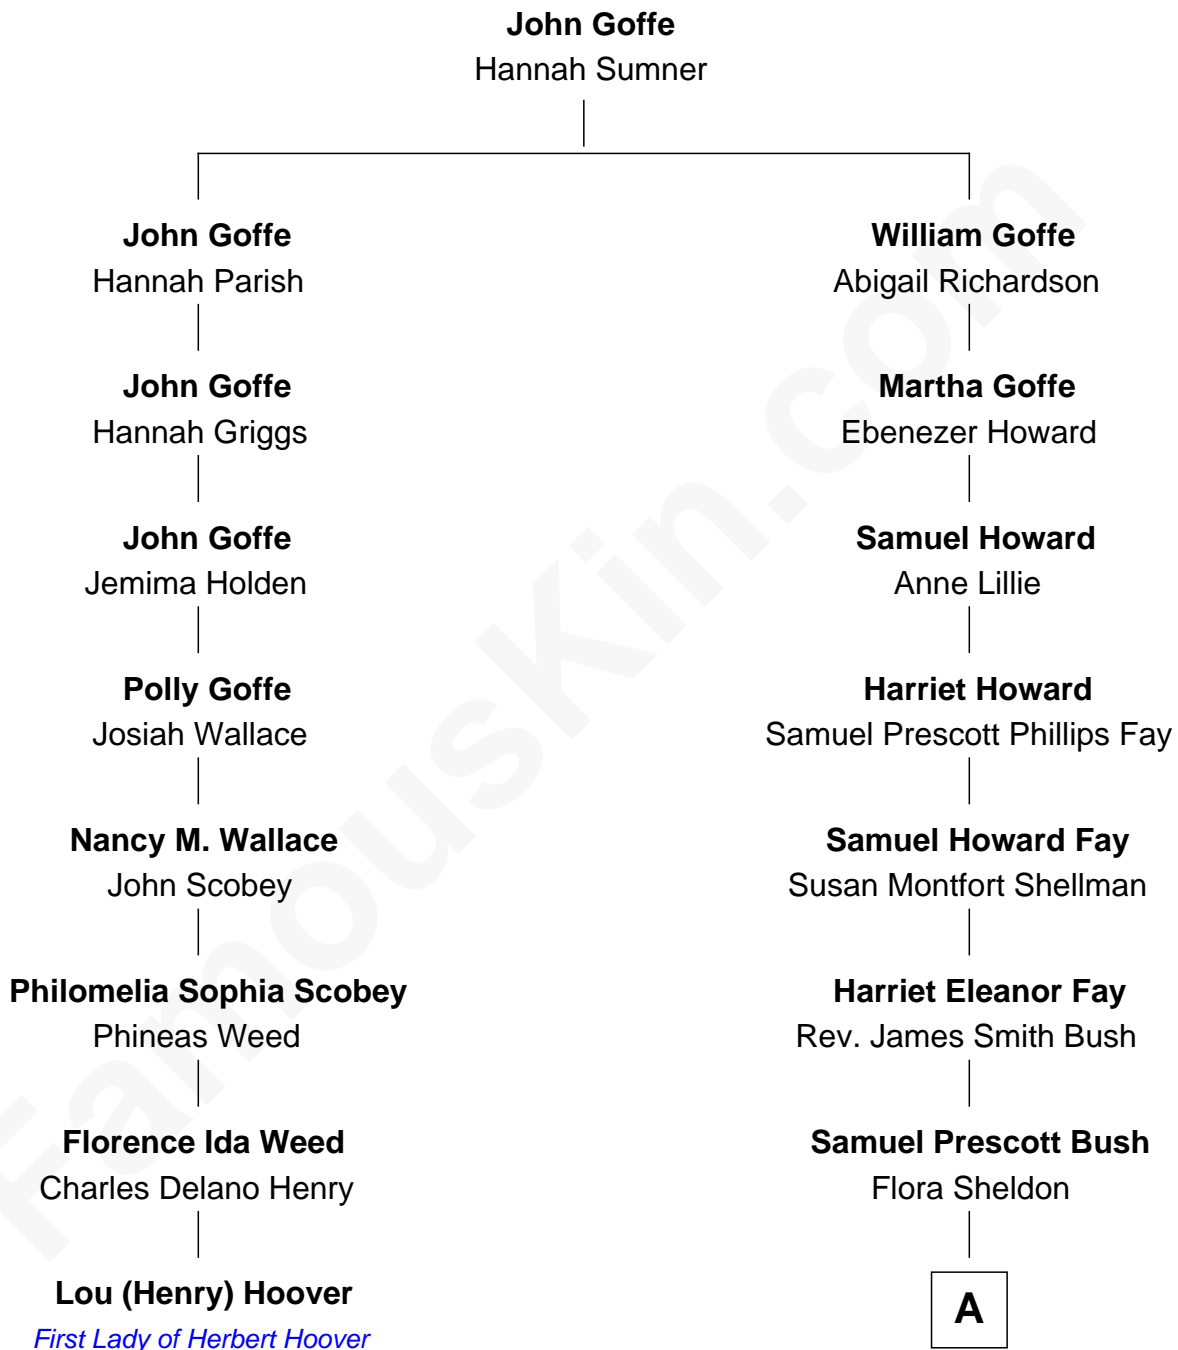 John Goffe
Hannah Sumner
John Goffe
Hannah Parish
William Goffe
Abigail Richardson
John Goffe
Hannah Griggs
Martha Goffe
Ebenezer Howard
John Goffe
Jemima Holden
Samuel Howard
Anne Lillie
Polly Goffe
Josiah Wallace
Harriet Howard
Samuel Prescott Phillips Fay
Nancy M. Wallace
John Scobey
Samuel Howard Fay
Susan Montfort Shellman
Philomelia Sophia Scobey
Phineas Weed
Harriet Eleanor Fay
Rev. James Smith Bush
Florence Ida Weed
Charles Delano Henry
Samuel Prescott Bush
Flora Sheldon
Lou (Henry) Hoover
First Lady of Herbert Hoover
A
FamousKin.com